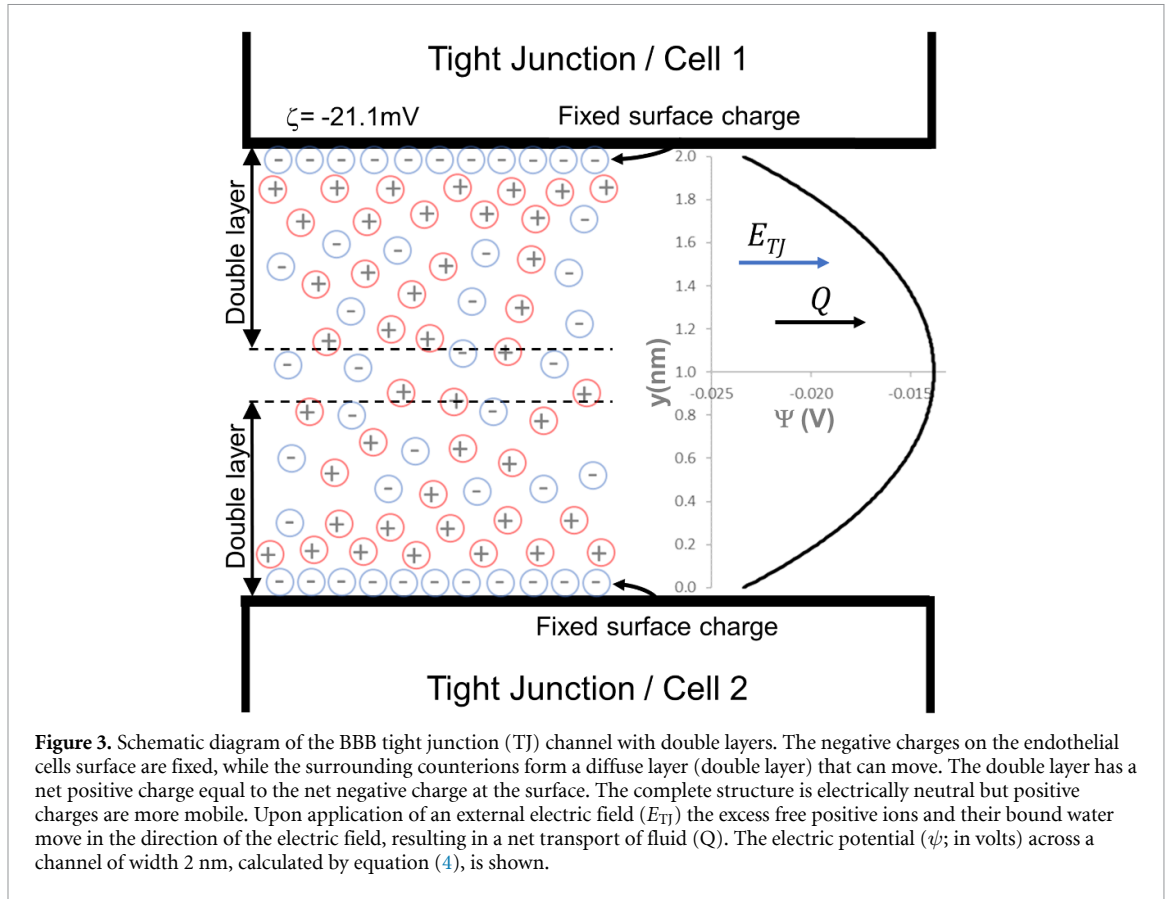 Tight Junction / Cell 1
ζ= -21.1mV
Fixed surface charge
Double layer
Double layer
2.0
1.8
1.6
1.4
1.2
1.0
0.8
0.6
0.4
0.2
0.0
y(nm)
E_TJ
Q
-0.025
-0.020
-0.015
Ψ (V)
Fixed surface charge
Tight Junction / Cell 2
Figure 3. Schematic diagram of the BBB tight junction (TJ) channel with double layers. The negative charges on the endothelial
cells surface are fixed, while the surrounding counterions form a diffuse layer (double layer) that can move. The double layer has a
net positive charge equal to the net negative charge at the surface. The complete structure is electrically neutral but positive
charges are more mobile. Upon application of an external electric field (E_TJ) the excess free positive ions and their bound water
move in the direction of the electric field, resulting in a net transport of fluid (Q). The electric potential (ψ; in volts) across a
channel of width 2 nm, calculated by equation (4), is shown.